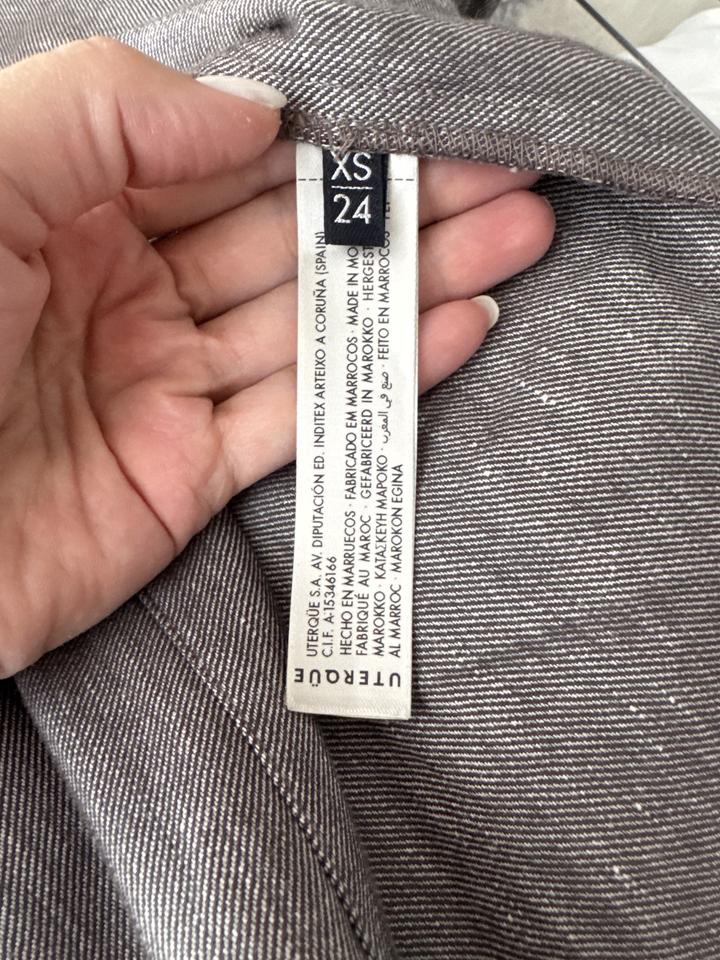 XS
24
UTERQÜE S.A. AV. DIPUTACIÓN ED. INDITEX ARTEIXO A CORUÑA (SPAIN)
C.I.F. A-15346166
HECHO EN MARRUECOS · FABRICADO EM MARROCOS · MADE IN
FABRIQUÉ AU MAROC · GEFABRICEERD IN MAROKKO ·
MAROKKO · ΚΑΤΑΣΚΕΥΗ ΜΑΡΟΚΟ · صنع في المغرب · FEITO EN MARROCOS
AL MARROC · MAROKON EGINA
UTERQÜE